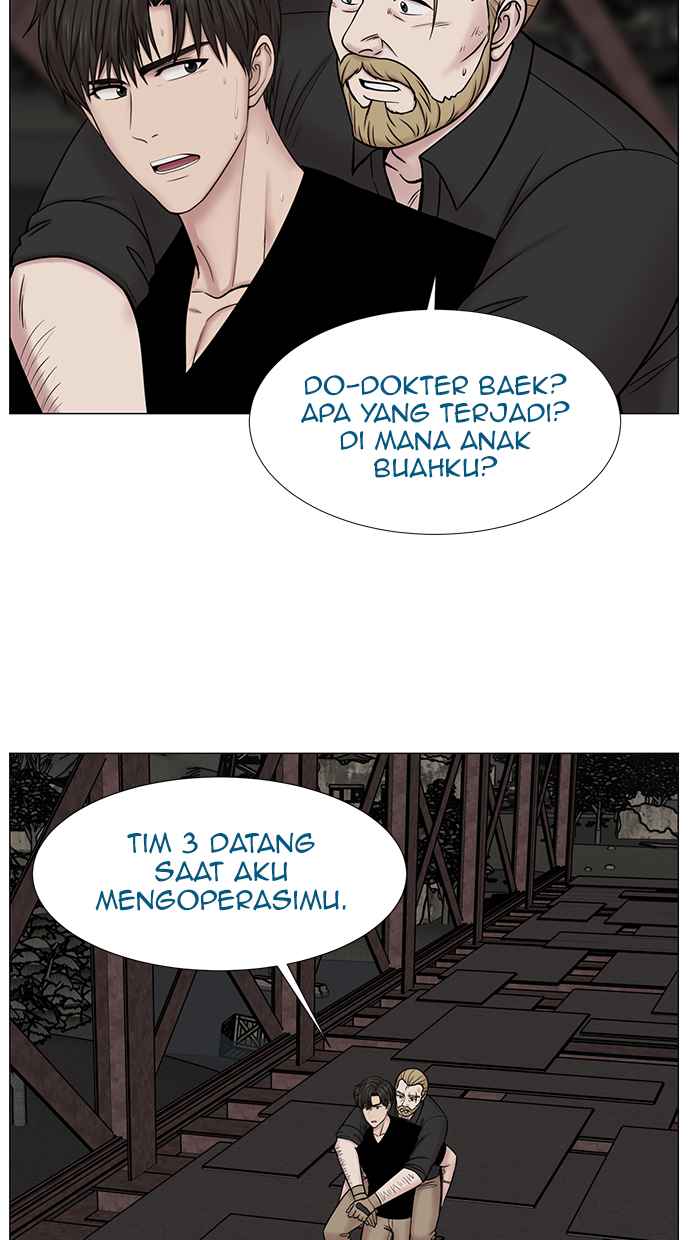 DO-DOKTER BAEK?
APA YANG TERJADI?
DI MANA ANAK
BUAHKU?
TIM 3 DATANG
SAAT AKU
MENGOPERASIMU.